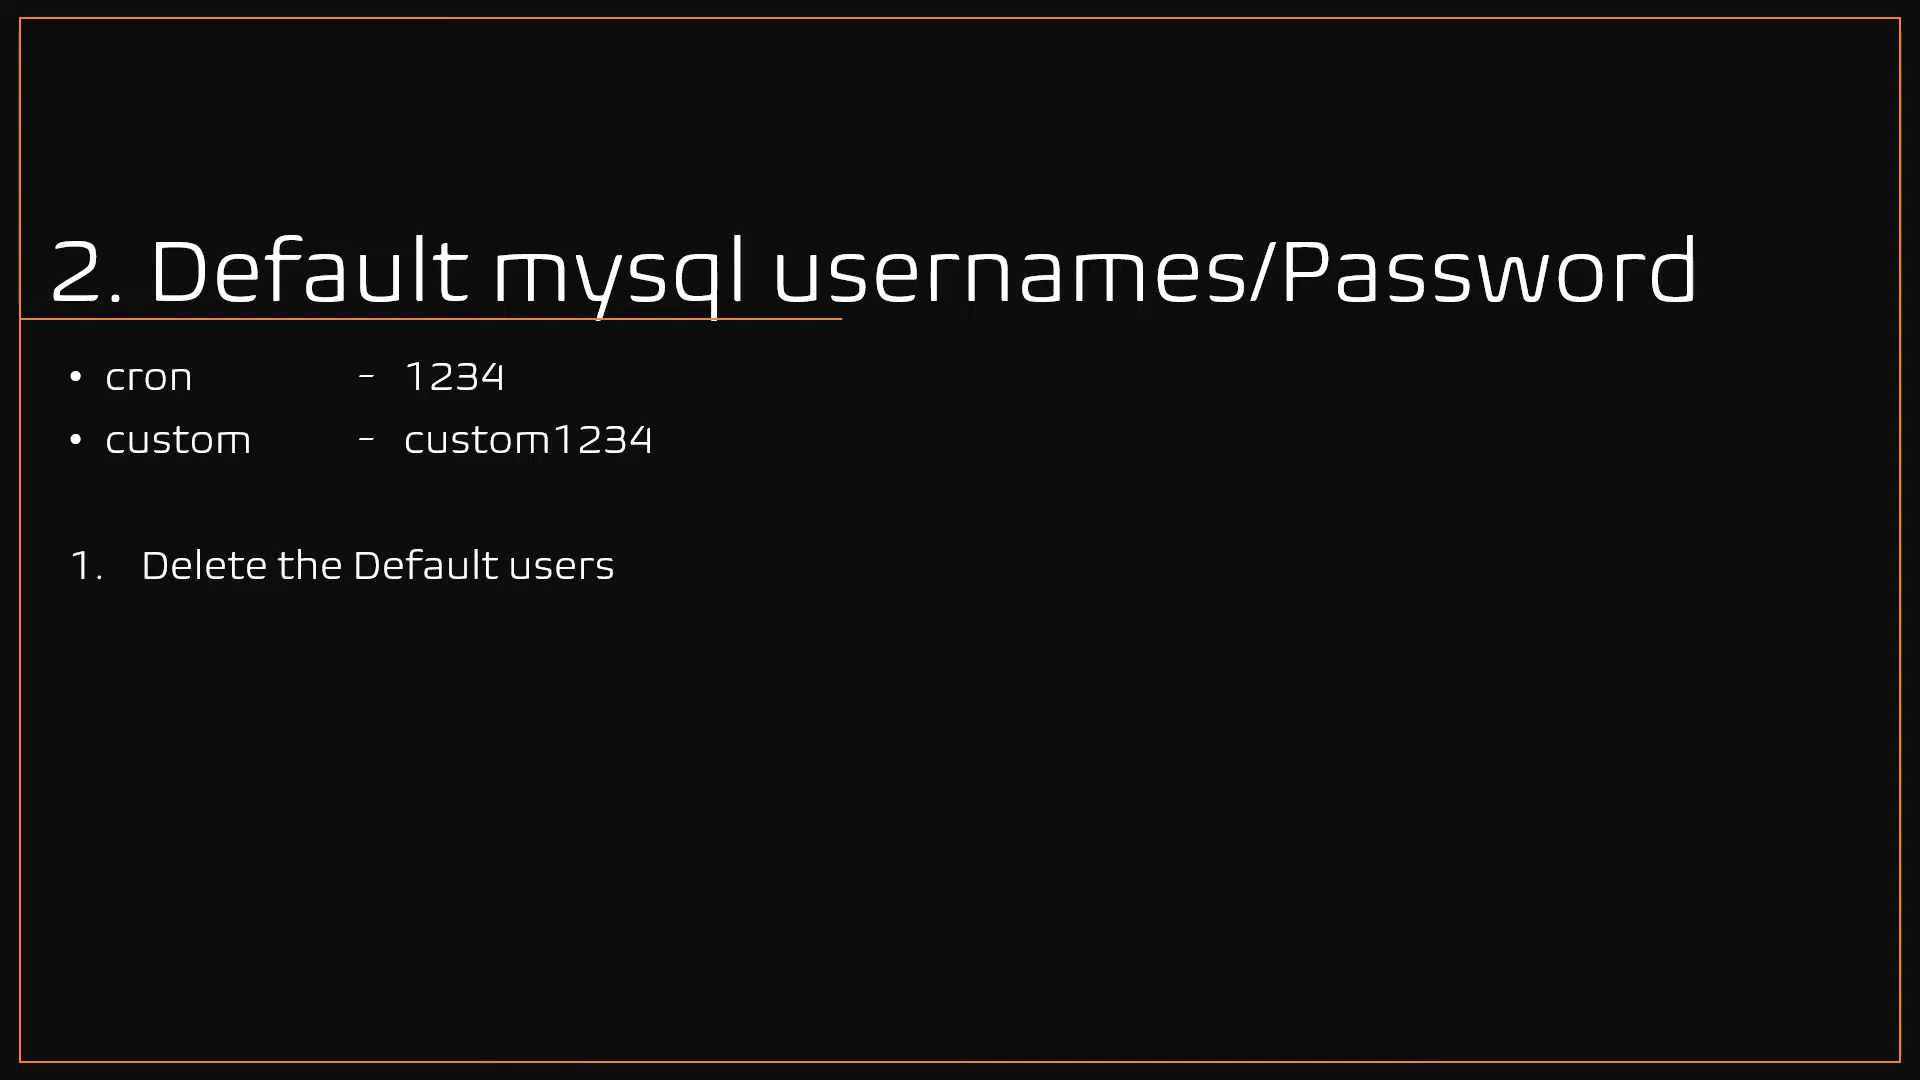 2. Default mysql usernames/Password
• cron - 1234
• custom - custom1234
1. Delete the Default users